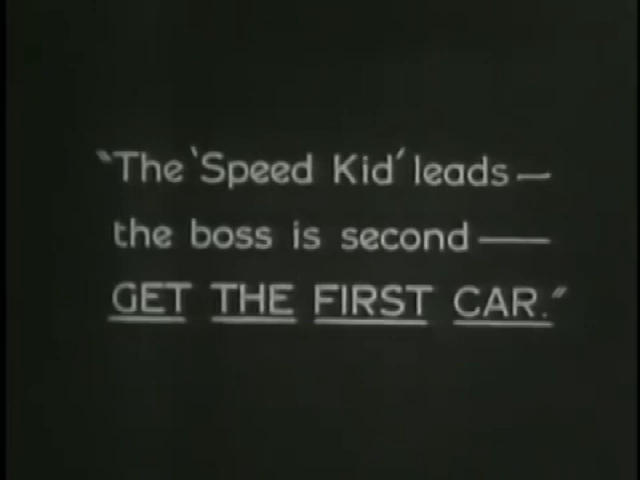 "The 'Speed Kid' leads—
the boss is second——
GET THE FIRST CAR."